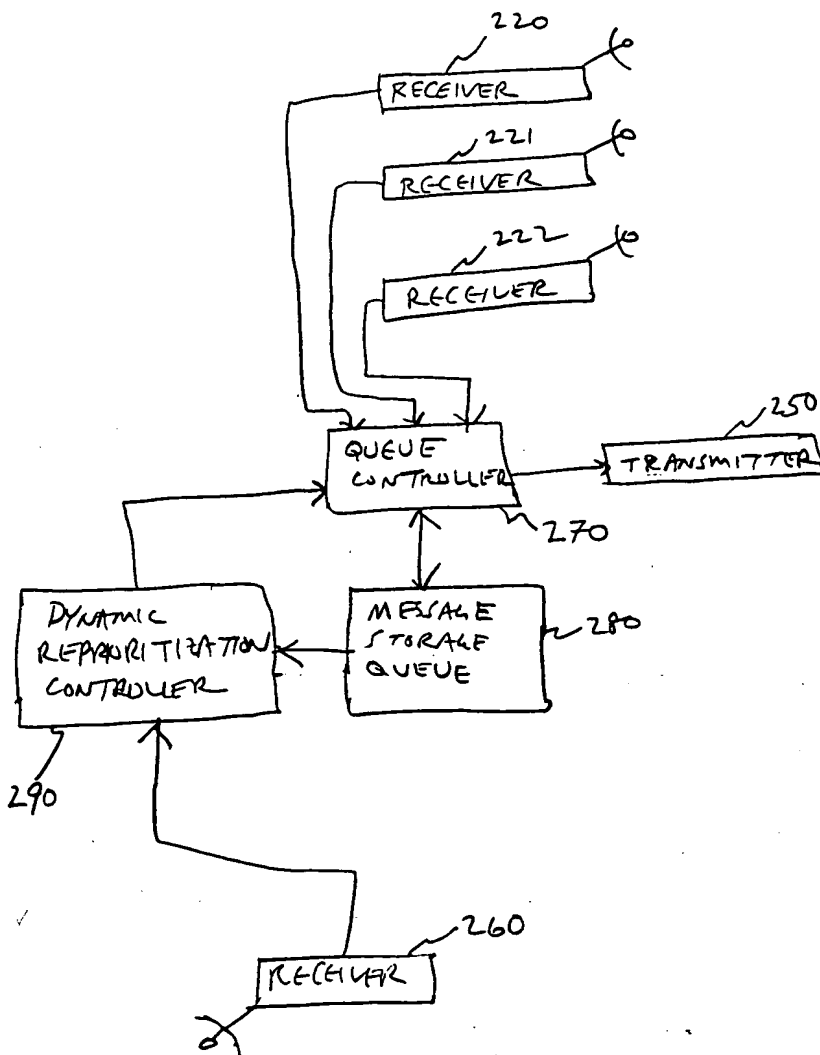 220
RECEIVER
221
RECEIVER
222
RECEIVER
250
TRANSMITTER
QUEUE
CONTROLLER
270
DYNAMIC
REPRIORITIZATION
CONTROLLER
290
MESSAGE
STORAGE
QUEUE
280
260
RECEIVER